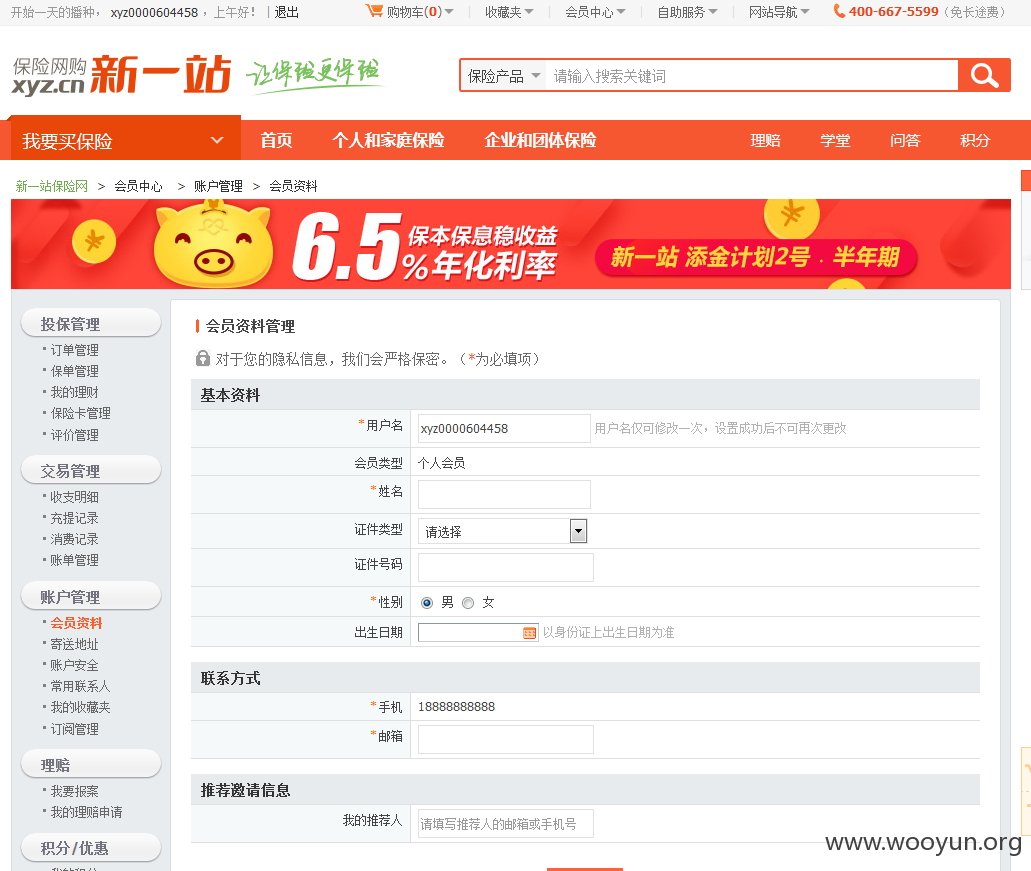 开始一天的播种， xyz0000604458 ，上午好！ | 退出 购物车(0) 收藏夹 会员中心 自助服务 网站导航 400-667-5599（免长途费）
保险网购 xyz.cn 新一站 让保险更保险
保险产品 请输入搜索关键词
我要买保险 首页 个人和家庭保险 企业和团体保险 理赔 学堂 问答 积分
新一站保险网 > 会员中心 > 账户管理 > 会员资料
6.5%年化利率 保本保息稳收益
新一站 添金计划2号 · 半年期
投保管理
订单管理
保单管理
我的理财
保险卡管理
评价管理
交易管理
收支明细
充提记录
消费记录
账单管理
账户管理
会员资料
寄送地址
账户安全
常用联系人
我的收藏夹
订阅管理
理赔
我要报案
我的理赔申请
积分/优惠
会员资料管理
对于您的隐私信息，我们会严格保密。（*为必填项）
基本资料
*用户名 xyz0000604458 用户名仅可修改一次，设置成功后不可再次更改
会员类型 个人会员
*姓名
证件类型 请选择
证件号码
*性别 男 女
出生日期 以身份证上出生日期为准
联系方式
*手机 18888888888
*邮箱
推荐邀请信息
我的推荐人 请填写推荐人的邮箱或手机号
www.wooyun.org